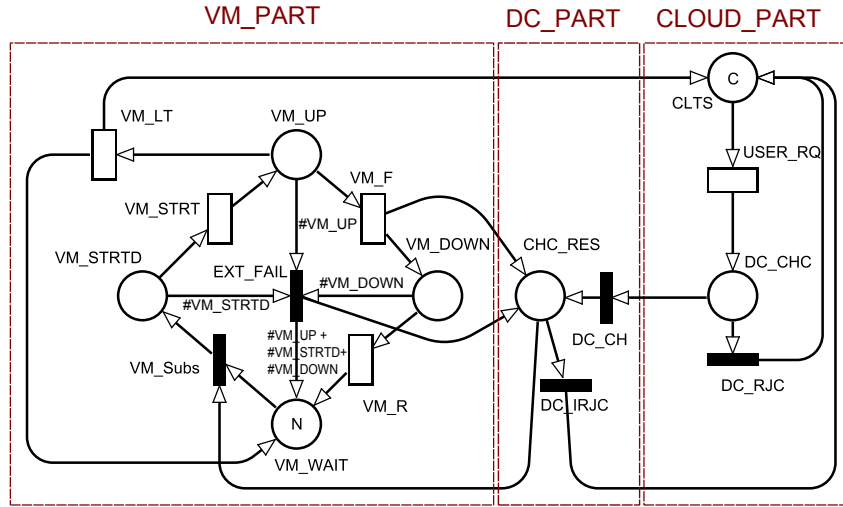 VM_PART
DC_PART
CLOUD_PART
C
CLTS
VM_LT
VM_UP
USER_RQ
VM_F
VM_STRT
#VM_UP
VM_DOWN
CHC_RES
VM_STRTD
EXT_FAIL
DC_CHC
#VM_DOWN
#VM_STRTD
#VM_UP +
#VM_STRTD+
#VM_DOWN
DC_CH
VM_Subs
DC_RJC
VM_R
DC_IRJC
N
VM_WAIT